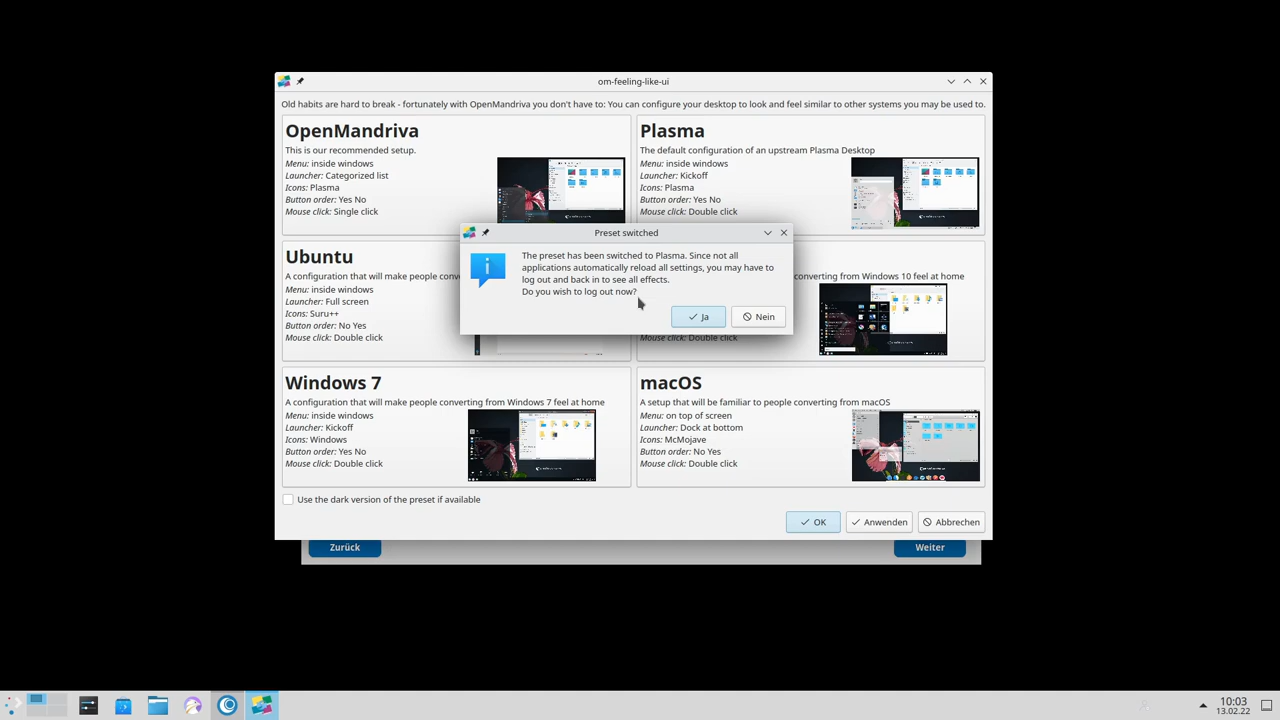 om-feeling-like-ui
Old habits are hard to break - fortunately with OpenMandriva you don't have to: You can configure your desktop to look and feel similar to other systems you may be used to.
OpenMandriva
This is our recommended setup.
Menu: inside windows
Launcher: Categorized list
Icons: Plasma
Button order: Yes No
Mouse click: Single click
Plasma
The default configuration of an upstream Plasma Desktop
Menu: inside windows
Launcher: Kickoff
Icons: Plasma
Button order: Yes No
Mouse click: Double click
Preset switched
The preset has been switched to Plasma. Since not all
applications automatically reload all settings, you may have to
log out and back in to see all effects.
Do you wish to log out now?
Ja
Nein
Ubuntu
A configuration that will make people conver
Menu: inside windows
Launcher: Full screen
Icons: Suru++
Button order: No Yes
Mouse click: Double click
converting from Windows 10 feel at home
Mouse click: Double click
Windows 7
A configuration that will make people converting from Windows 7 feel at home
Menu: inside windows
Launcher: Kickoff
Icons: Windows
Button order: Yes No
Mouse click: Double click
macOS
A setup that will be familiar to people converting from macOS
Menu: on top of screen
Launcher: Dock at bottom
Icons: McMojave
Button order: No Yes
Mouse click: Double click
Use the dark version of the preset if available
OK
Anwenden
Abbrechen
Zurück
Weiter
10:03
13.02.22